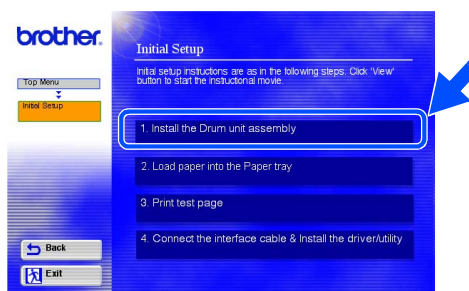 brother.
Initial Setup
Initial setup instructions are as in the following steps. Click 'View'
button to start the instructional movie.
Top Menu
Initial Setup
1. Install the Drum unit assembly
2. Load paper into the Paper tray
3. Print test page
4. Connect the interface cable & Install the driver/utility
Back
Exit